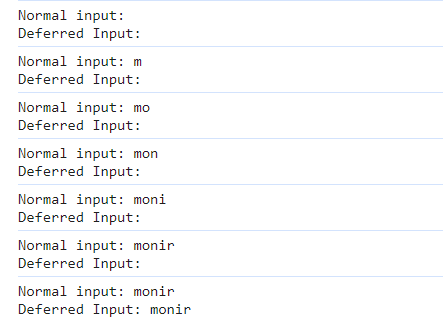 Normal input:
Deferred Input:
Normal input: m
Deferred Input:
Normal input: mo
Deferred Input:
Normal input: mon
Deferred Input:
Normal input: moni
Deferred Input:
Normal input: monir
Deferred Input:
Normal input: monir
Deferred Input: monir